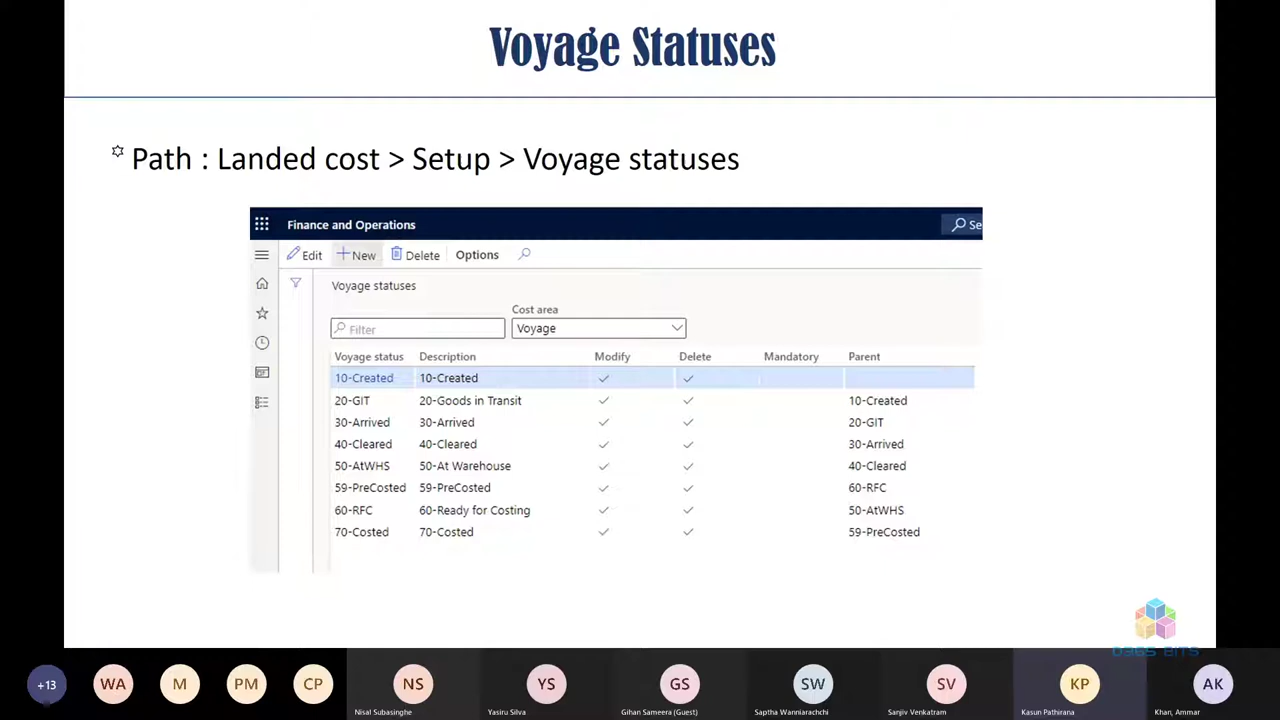 Voyage Statuses
Path : Landed cost > Setup > Voyage statuses
Finance and Operations
Se
Edit New Delete Options
Voyage statuses
Cost area
Filter Voyage
Voyage status Description Modify Delete Mandatory Parent
10-Created 10-Created
20-GIT 20-Goods in Transit 10-Created
30-Arrived 30-Arrived 20-GIT
40-Cleared 40-Cleared 30-Arrived
50-AtWHS 50-At Warehouse 40-Cleared
59-PreCosted 59-PreCosted 60-RFC
60-RFC 60-Ready for Costing 50-AtWHS
70-Costed 70-Costed 59-PreCosted
D365 BITS
+13 WA M PM CP NS YS GS SW SV KP AK
Nisal Subasinghe Yasiru Silva Gihan Sameera (Guest) Saptha Wanniarachchi Sanjiv Venkatram Kasun Pathirana Khan, Ammar